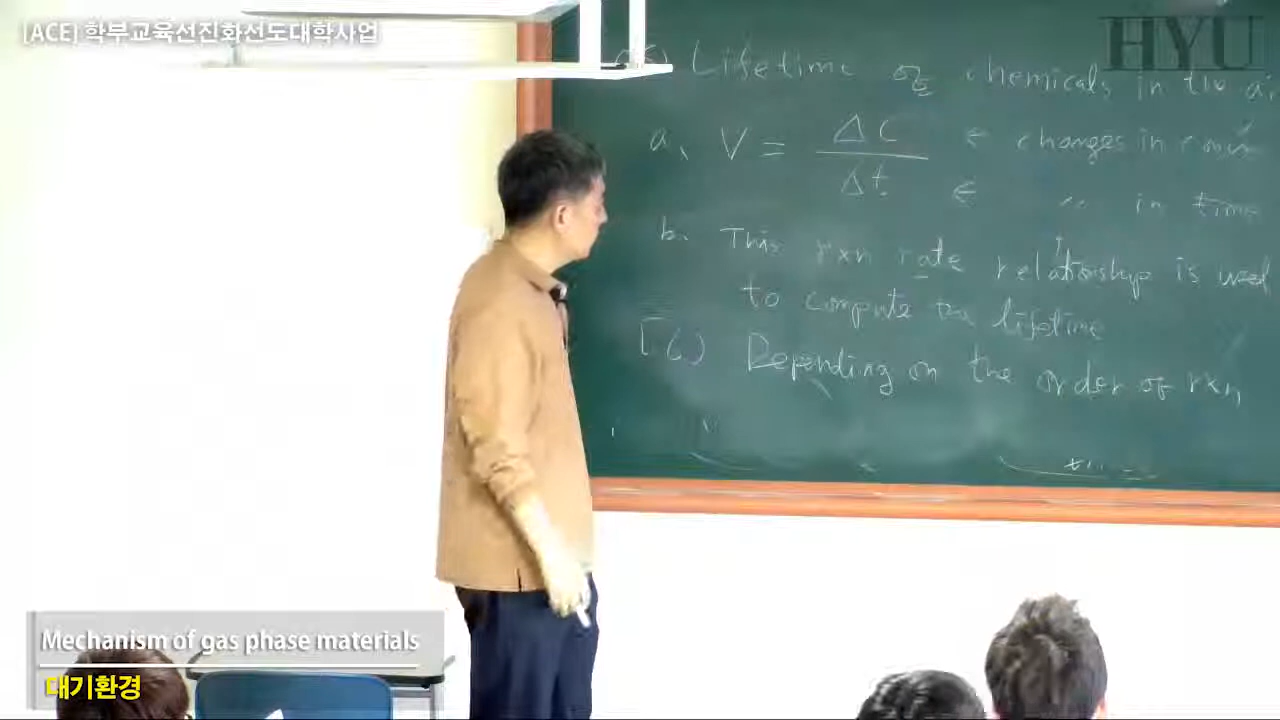 [ACE] 학부교육선진화선도대학사업
HYU
Lifetime of chemicals in the
a. V = ΔC / Δt ← changes in
← 〃 in time
b. This rxn rate relationship is used
to compute the lifetime
(6) Depending on the order of rxn
Mechanism of gas phase materials
대기환경